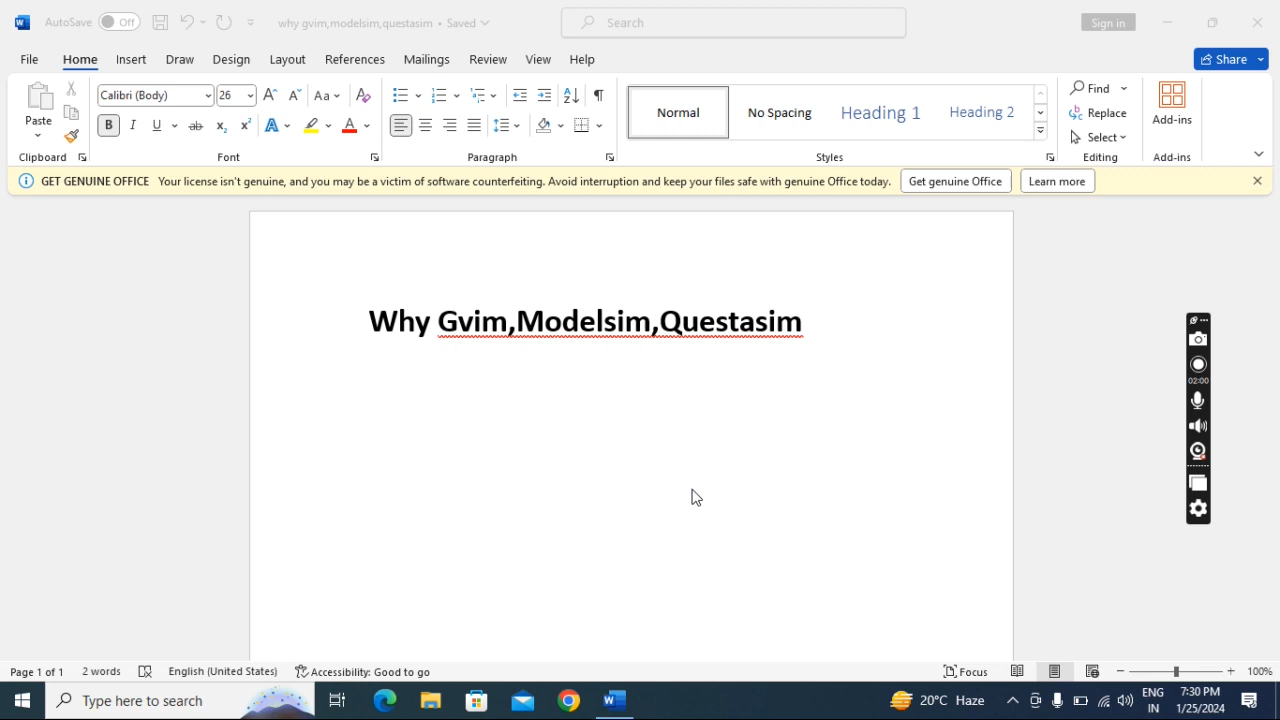 AutoSave Off why gvim,modelsim,questasim • Saved Search Sign in
File Home Insert Draw Design Layout References Mailings Review View Help Share
Paste
Calibri (Body) 26 Aa
B I U ab x₂ x² A A
Normal No Spacing Heading 1 Heading 2
Find
Replace
Select
Add-ins
Clipboard Font Paragraph Styles Editing Add-ins
GET GENUINE OFFICE Your license isn't genuine, and you may be a victim of software counterfeiting. Avoid interruption and keep your files safe with genuine Office today. Get genuine Office Learn more
Why Gvim,Modelsim,Questasim
02:00
Page 1 of 1 2 words English (United States) Accessibility: Good to go Focus 100%
Type here to search 20°C Haze ENG IN 7:30 PM 1/25/2024